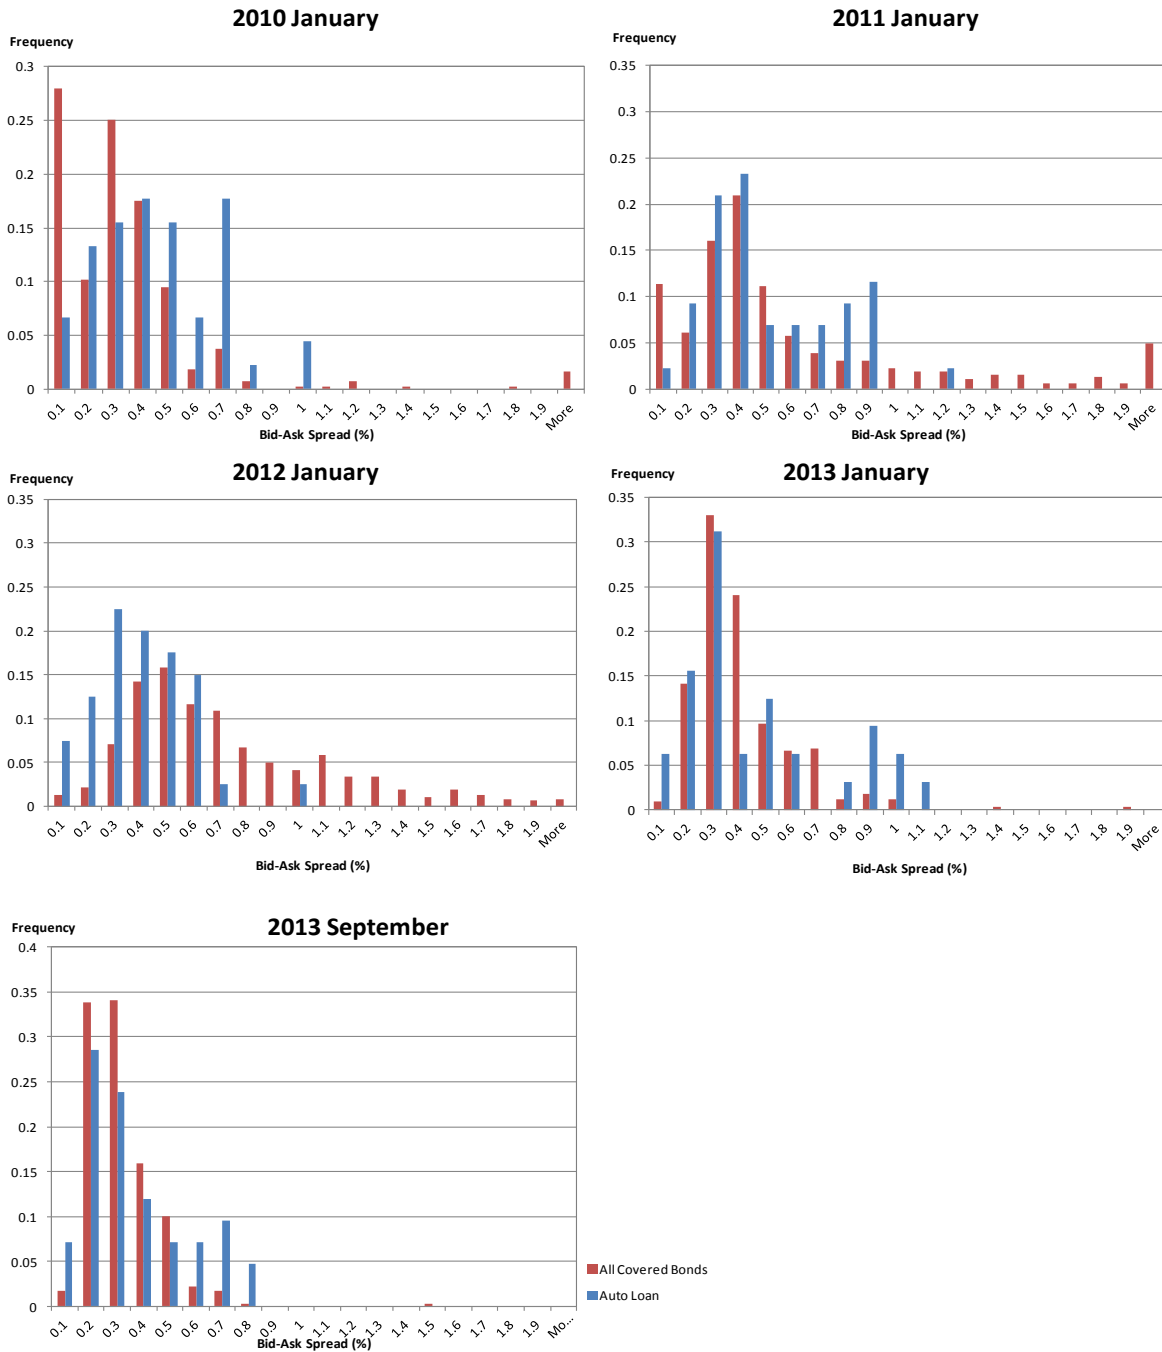 2010 January
Frequency
0.3
0.25
0.2
0.15
0.1
0.05
0
0.1 0.2 0.3 0.4 0.5 0.6 0.7 0.8 0.9 1 1.1 1.2 1.3 1.4 1.5 1.6 1.7 1.8 1.9 More
Bid-Ask Spread (%)
2011 January
Frequency
0.35
0.3
0.25
0.2
0.15
0.1
0.05
0
0.1 0.2 0.3 0.4 0.5 0.6 0.7 0.8 0.9 1 1.1 1.2 1.3 1.4 1.5 1.6 1.7 1.8 1.9 More
Bid-Ask Spread (%)
2012 January
Frequency
0.35
0.3
0.25
0.2
0.15
0.1
0.05
0
0.1 0.2 0.3 0.4 0.5 0.6 0.7 0.8 0.9 1 1.1 1.2 1.3 1.4 1.5 1.6 1.7 1.8 1.9 More
Bid-Ask Spread (%)
2013 January
Frequency
0.35
0.3
0.25
0.2
0.15
0.1
0.05
0
0.1 0.2 0.3 0.4 0.5 0.6 0.7 0.8 0.9 1 1.1 1.2 1.3 1.4 1.5 1.6 1.7 1.8 1.9 More
Bid-Ask Spread (%)
2013 September
Frequency
0.4
0.35
0.3
0.25
0.2
0.15
0.1
0.05
0
0.1 0.2 0.3 0.4 0.5 0.6 0.7 0.8 0.9 1 1.1 1.2 1.3 1.4 1.5 1.6 1.7 1.8 1.9 Mo...
Bid-Ask Spread (%)
All Covered Bonds
Auto Loan